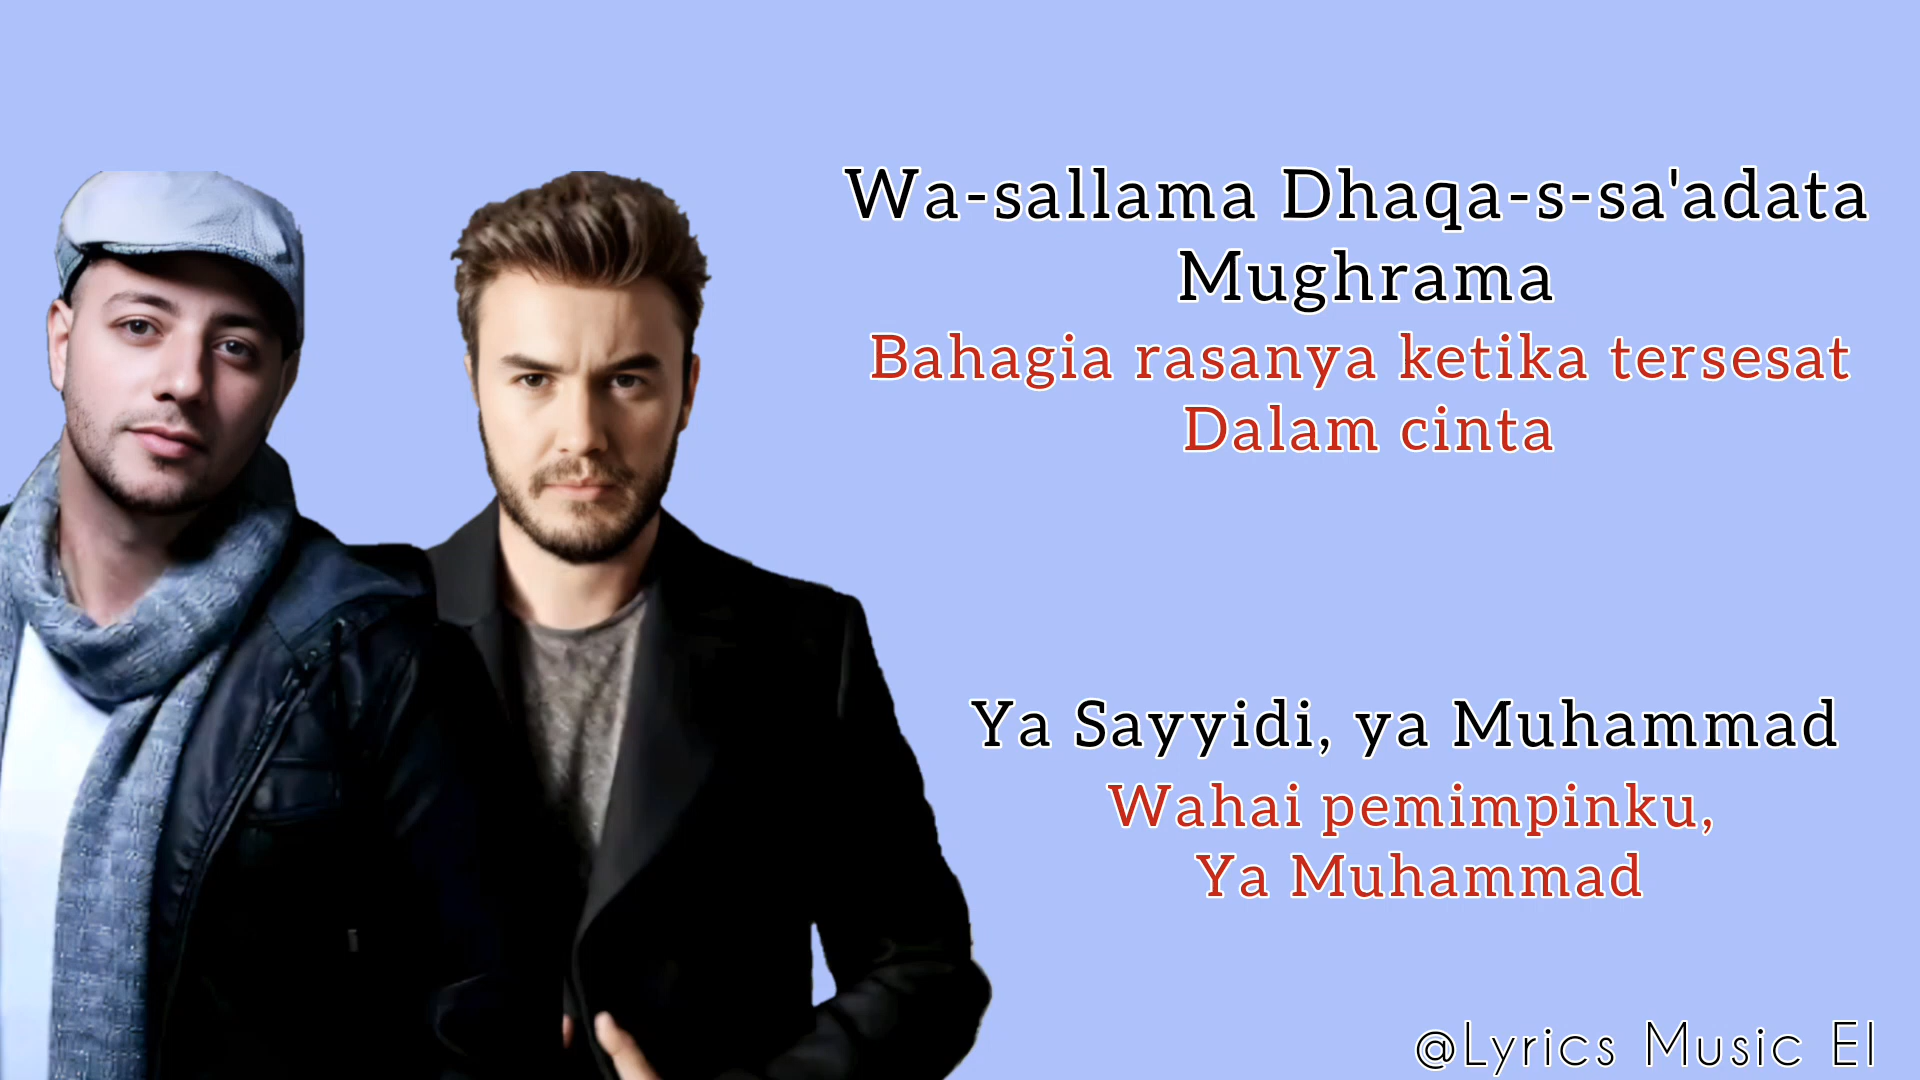 Wa-sallama Dhaqa-s-sa'adata
Mughrama
Bahagia rasanya ketika tersesat
Dalam cinta
Ya Sayyidi, ya Muhammad
Wahai pemimpinku,
Ya Muhammad
@Lyrics Music El